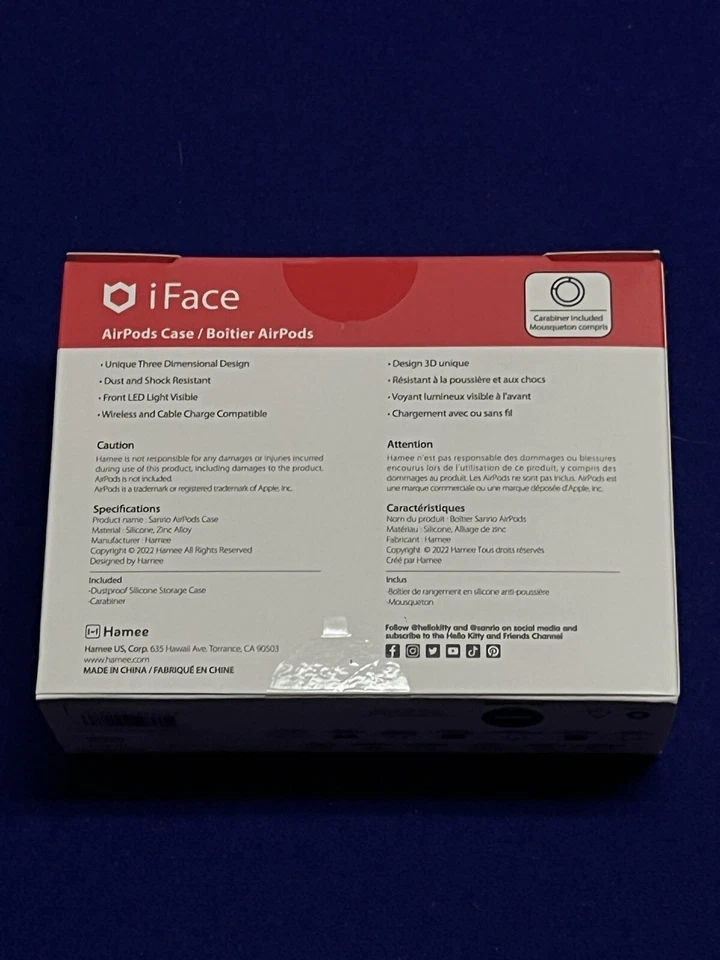 iFace
AirPods Case / Boîtier AirPods
Carabiner Included
Mousqueton compris
• Unique Three Dimensional Design
• Dust and Shock Resistant
• Front LED Light Visible
• Wireless and Cable Charge Compatible
• Design 3D unique
• Résistant à la poussière et aux chocs
• Voyant lumineux visible à l'avant
• Chargement avec ou sans fil
Caution
Hamee is not responsible for any damages or injuries incurred
during use of this product, including damages to the product.
AirPods is not included.
AirPods is a trademark or registered trademark of Apple, Inc.
Attention
Hamee n'est pas responsable des dommages ou blessures
encourus lors de l'utilisation de ce produit, y compris des
dommages au produit. Les AirPods ne sont pas inclus. AirPods est
une marque commerciale ou une marque déposée d'Apple, Inc.
Specifications
Product name : Sanrio AirPods Case
Material : Silicone, Zinc Alloy
Manufacturer : Hamee
Copyright © 2022 Hamee All Rights Reserved
Designed by Hamee
Caractéristiques
Nom du produit : Boîtier Sanrio AirPods
Matériau : Silicone, Alliage de zinc
Fabricant : Hamee
Copyright © 2022 Hamee Tous droits réservés
Créé par Hamee
Included
-Dustproof Silicone Storage Case
-Carabiner
Inclus
-Boîtier de rangement en silicone anti-poussière
-Mousqueton
Hamee
Hamee US, Corp. 635 Hawaii Ave. Torrance, CA 90503
www.hamee.com
MADE IN CHINA / FABRIQUÉ EN CHINE
Follow @hellokitty and @sanrio on social media and
subscribe to the Hello Kitty and Friends Channel